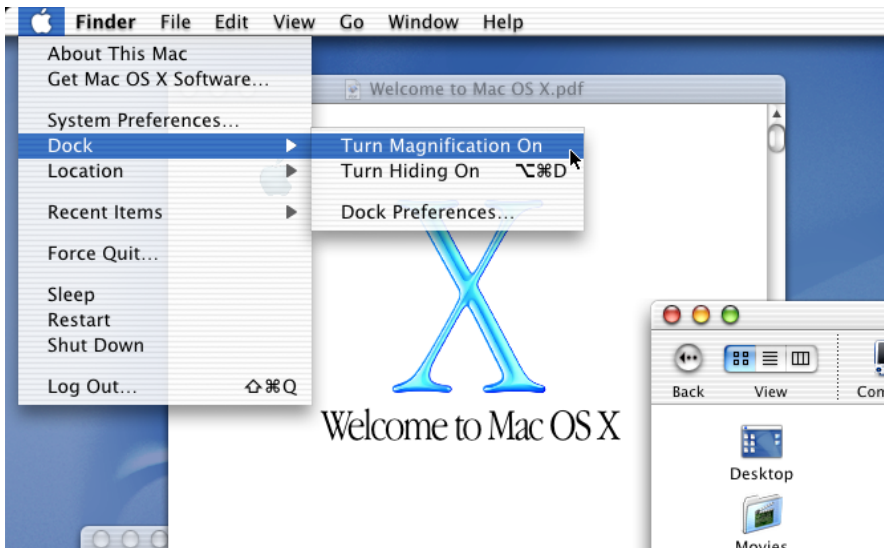 Finder File Edit View Go Window Help
About This Mac
Get Mac OS X Software...
System Preferences...
Dock
Location
Recent Items
Force Quit...
Sleep
Restart
Shut Down
Log Out... ⇧⌘Q
Turn Magnification On
Turn Hiding On ⌥⌘D
Dock Preferences...
Welcome to Mac OS X.pdf
X
Welcome to Mac OS X
Back View Com
Desktop
Movies